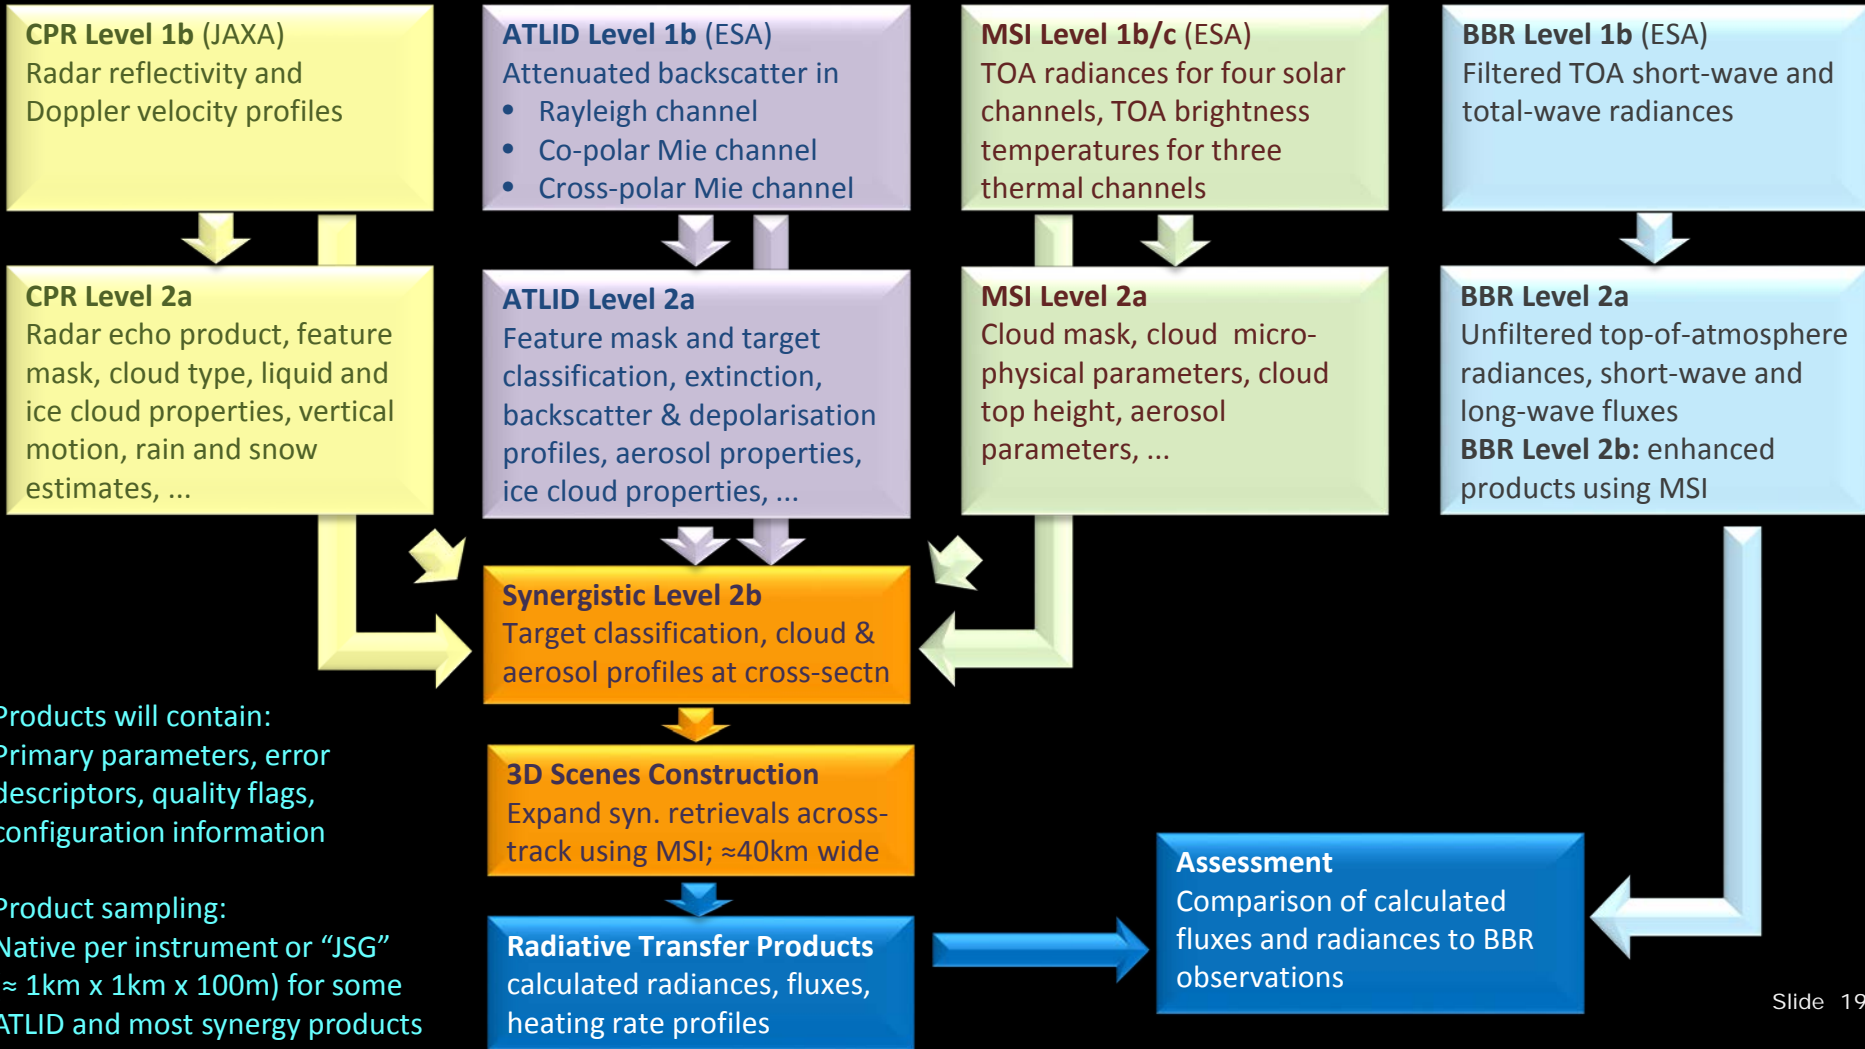 CPR Level 1b (JAXA)
Radar reflectivity and
Doppler velocity profiles
ATLID Level 1b (ESA)
Attenuated backscatter in
• Rayleigh channel
• Co-polar Mie channel
• Cross-polar Mie channel
MSI Level 1b/c (ESA)
TOA radiances for four solar
channels, TOA brightness
temperatures for three
thermal channels
BBR Level 1b (ESA)
Filtered TOA short-wave and
total-wave radiances
CPR Level 2a
Radar echo product, feature
mask, cloud type, liquid and
ice cloud properties, vertical
motion, rain and snow
estimates, ...
ATLID Level 2a
Feature mask and target
classification, extinction,
backscatter & depolarisation
profiles, aerosol properties,
ice cloud properties, ...
MSI Level 2a
Cloud mask, cloud micro-
physical parameters, cloud
top height, aerosol
parameters, ...
BBR Level 2a
Unfiltered top-of-atmosphere
radiances, short-wave and
long-wave fluxes
BBR Level 2b: enhanced
products using MSI
Synergistic Level 2b
Target classification, cloud &
aerosol profiles at cross-sectn
Products will contain:
Primary parameters, error
descriptors, quality flags,
configuration information
Product sampling:
Native per instrument or “JSG”
≈ 1km x 1km x 100m) for some
ATLID and most synergy products
3D Scenes Construction
Expand syn. retrievals across-
track using MSI; ≈40km wide
Radiative Transfer Products
calculated radiances, fluxes,
heating rate profiles
Assessment
Comparison of calculated
fluxes and radiances to BBR
observations
Slide 19